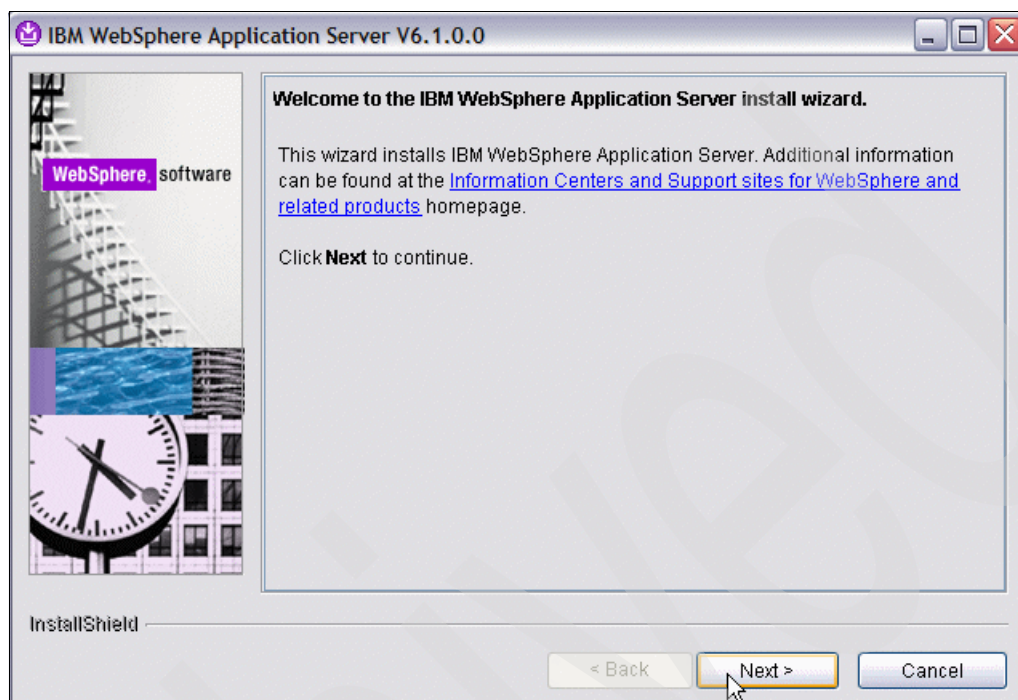 IBM WebSphere Application Server V6.1.0.0
WebSphere. software
Welcome to the IBM WebSphere Application Server install wizard.
This wizard installs IBM WebSphere Application Server. Additional information
can be found at the Information Centers and Support sites for WebSphere and
related products homepage.
Click Next to continue.
InstallShield
< Back
Next >
Cancel